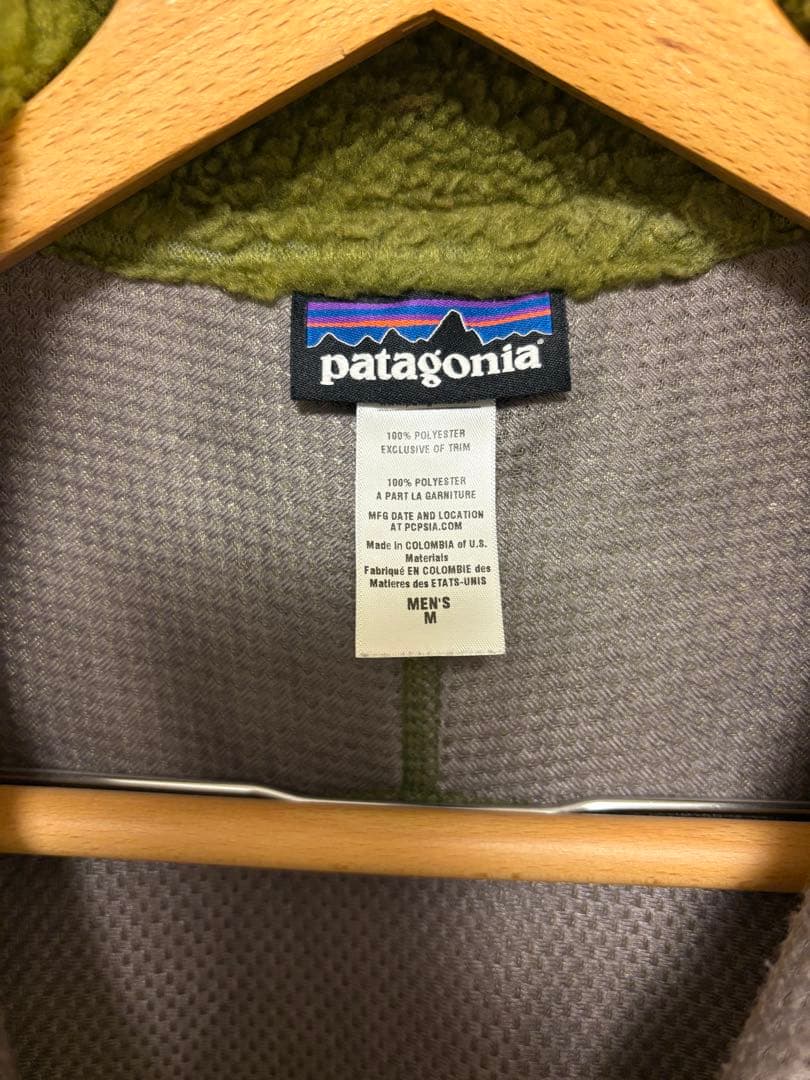 patagonia®
100% POLYESTER
EXCLUSIVE OF TRIM
100% POLYESTER
A PART LA GARNITURE
MFG DATE AND LOCATION
AT PCPSIA.COM
Made in COLOMBIA of U.S.
Materials
Fabriqué EN COLOMBIE des
Matieres des ETATS-UNIS
MEN'S
M